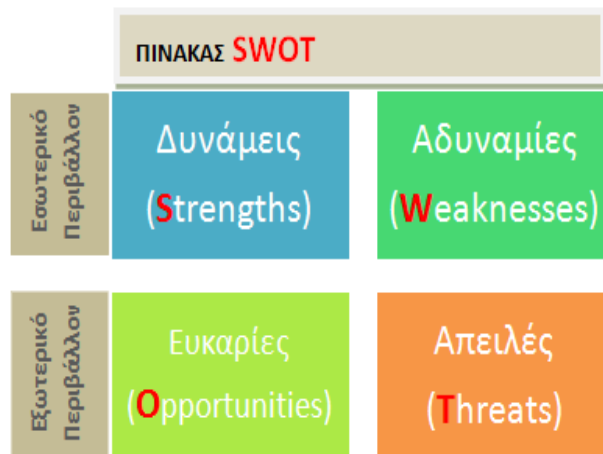 ΠΙΝΑΚΑΣ SWOT
Εσωτερικό
Περιβάλλον
Δυνάμεις
(Strengths)
Αδυναμίες
(Weaknesses)
Εξωτερικό
Περιβάλλον
Ευκαρίες
(Opportunities)
Απειλές
(Threats)